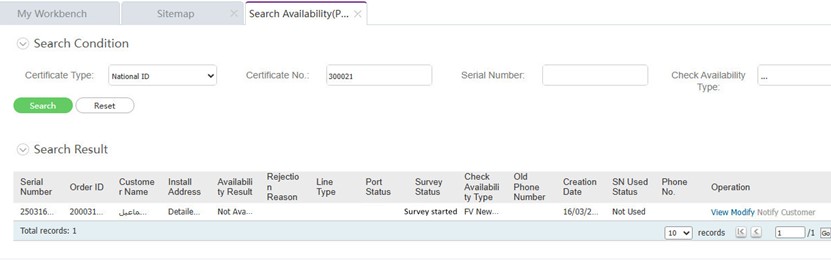 My Workbench Sitemap Search Availability(P...
Search Condition
Certificate Type: National ID Certificate No.: 300021 Serial Number: Check Availability Type: ...
Search Reset
Search Result
Serial Number Order ID Customer Name Install Address Availability Result Rejection Reason Line Type Port Status Survey Status Check Availability Type Old Phone Number Creation Date SN Used Status Phone No. Operation
250316... 200031... ...ماعيل Detaile... Not Ava... Survey started FV New... 16/03/2... Not Used View Modify Notify Customer
Total records: 1 10 records 1 /1 Go